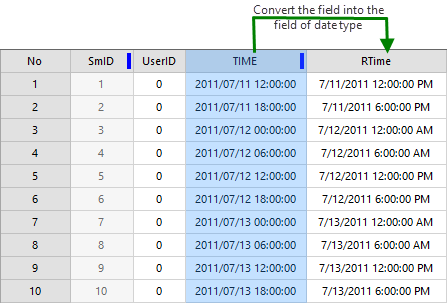 Convert the field into the
field of date type
No SmID UserID TIME RTime
1 1 0 2011/07/11 12:00:00 7/11/2011 12:00:00 PM
2 2 0 2011/07/11 18:00:00 7/11/2011 6:00:00 PM
3 3 0 2011/07/12 00:00:00 7/12/2011 12:00:00 AM
4 4 0 2011/07/12 06:00:00 7/12/2011 6:00:00 AM
5 5 0 2011/07/12 12:00:00 7/12/2011 12:00:00 PM
6 6 0 2011/07/12 18:00:00 7/12/2011 6:00:00 PM
7 7 0 2011/07/13 00:00:00 7/13/2011 12:00:00 AM
8 8 0 2011/07/13 06:00:00 7/13/2011 6:00:00 AM
9 9 0 2011/07/13 12:00:00 7/13/2011 12:00:00 PM
10 10 0 2011/07/13 18:00:00 7/13/2011 6:00:00 PM